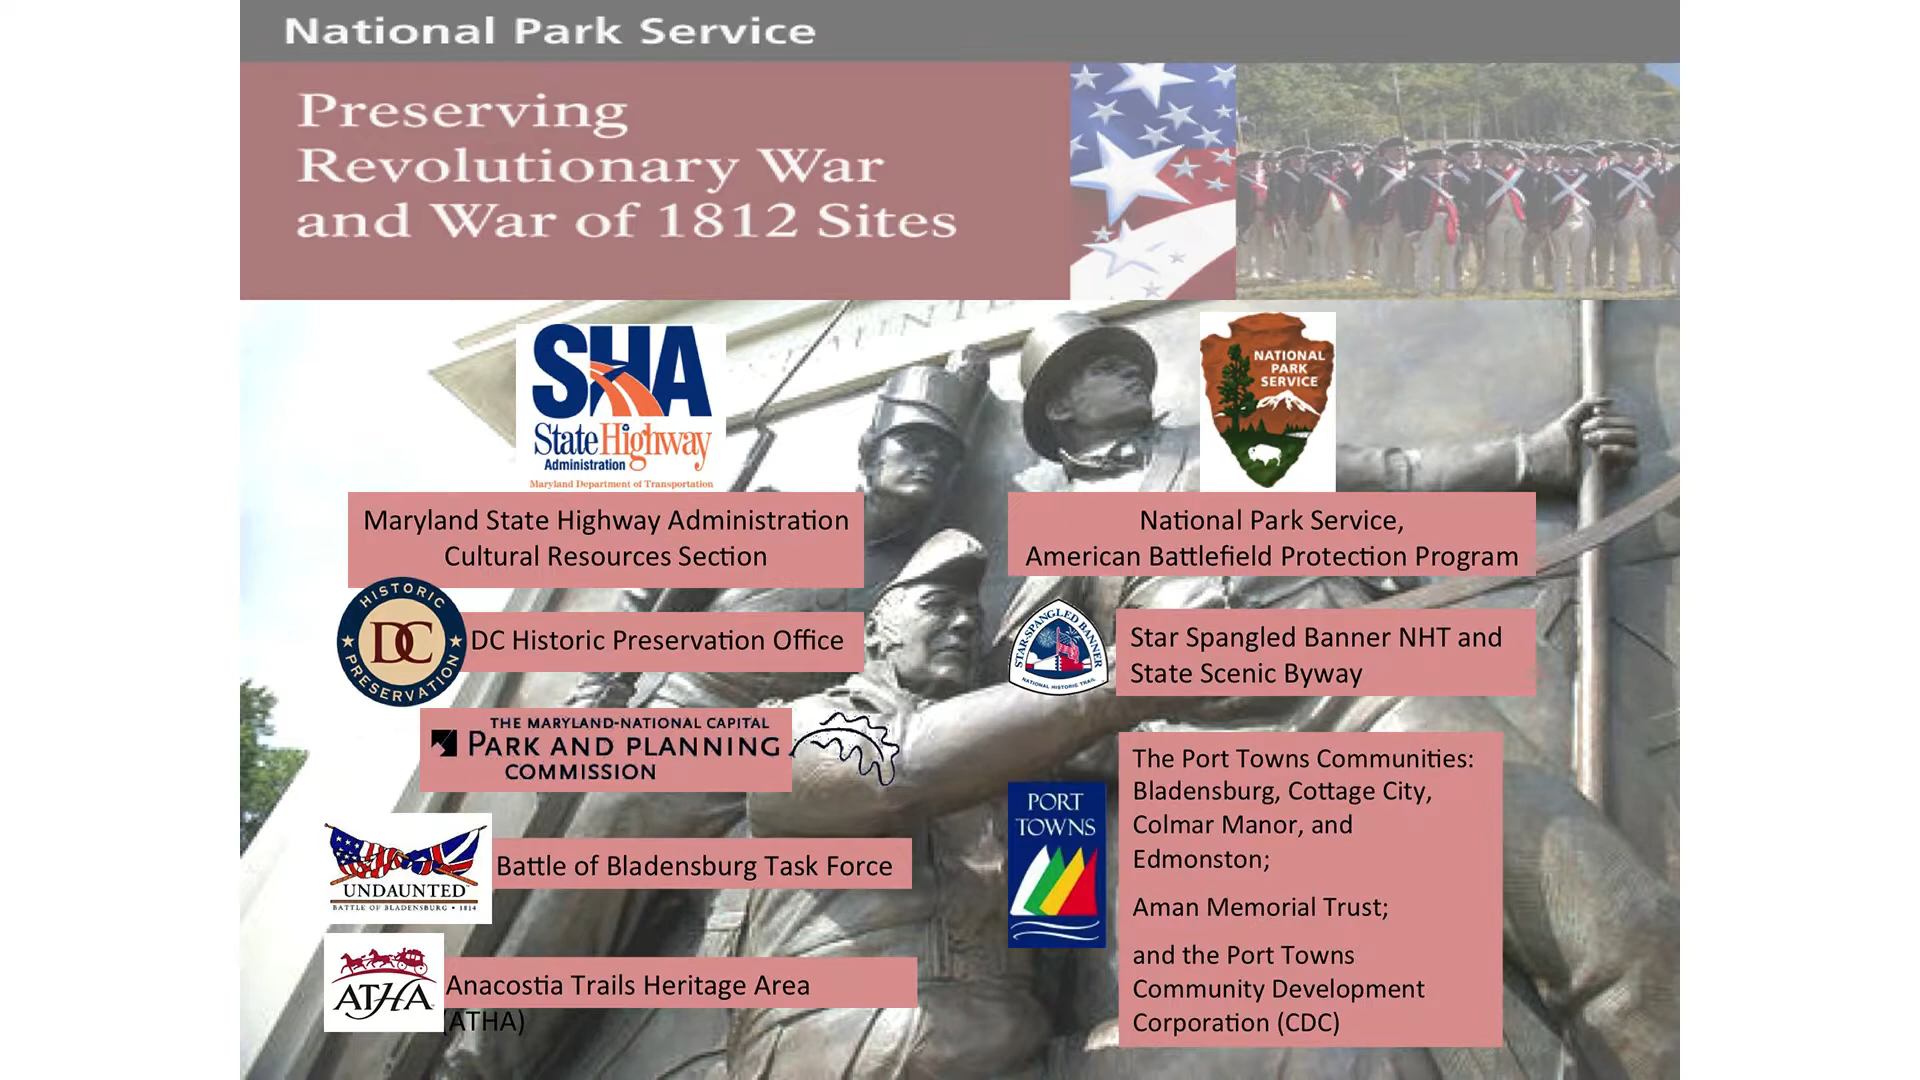 National Park Service
Preserving
Revolutionary War
and War of 1812 Sites
SHA
State Highway
Administration
Maryland Department of Transportation
Maryland State Highway Administration
Cultural Resources Section
HISTORIC
DC
PRESERVATION
DC Historic Preservation Office
THE MARYLAND-NATIONAL CAPITAL
PARK AND PLANNING
COMMISSION
UNDAUNTED
BATTLE OF BLADENSBURG • 1814
Battle of Bladensburg Task Force
ATHA
Anacostia Trails Heritage Area
(ATHA)
NATIONAL
PARK
SERVICE
National Park Service,
American Battlefield Protection Program
STAR-SPANGLED BANNER
NATIONAL HISTORIC TRAIL
Star Spangled Banner NHT and
State Scenic Byway
PORT
TOWNS
The Port Towns Communities:
Bladensburg, Cottage City,
Colmar Manor, and
Edmonston;
Aman Memorial Trust;
and the Port Towns
Community Development
Corporation (CDC)